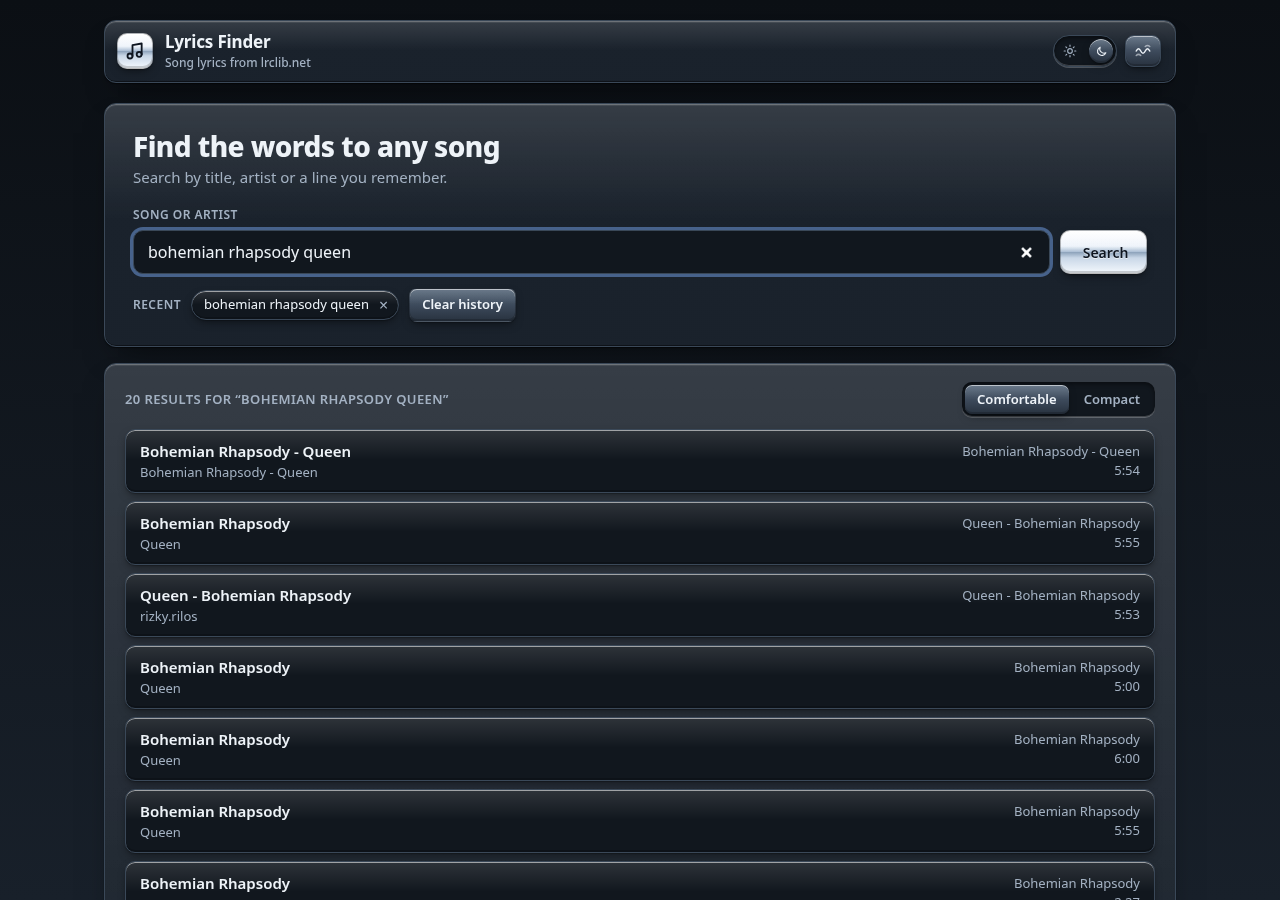 Lyrics Finder
Song lyrics from lrclib.net
Find the words to any song
Search by title, artist or a line you remember.
SONG OR ARTIST
bohemian rhapsody queen
Search
RECENT
bohemian rhapsody queen
Clear history
20 RESULTS FOR “BOHEMIAN RHAPSODY QUEEN”
Comfortable
Compact
Bohemian Rhapsody - Queen
Bohemian Rhapsody - Queen
Bohemian Rhapsody - Queen
5:54
Bohemian Rhapsody
Queen
Queen - Bohemian Rhapsody
5:55
Queen - Bohemian Rhapsody
rizky.rilos
Queen - Bohemian Rhapsody
5:53
Bohemian Rhapsody
Queen
Bohemian Rhapsody
5:00
Bohemian Rhapsody
Queen
Bohemian Rhapsody
6:00
Bohemian Rhapsody
Queen
Bohemian Rhapsody
5:55
Bohemian Rhapsody
Bohemian Rhapsody